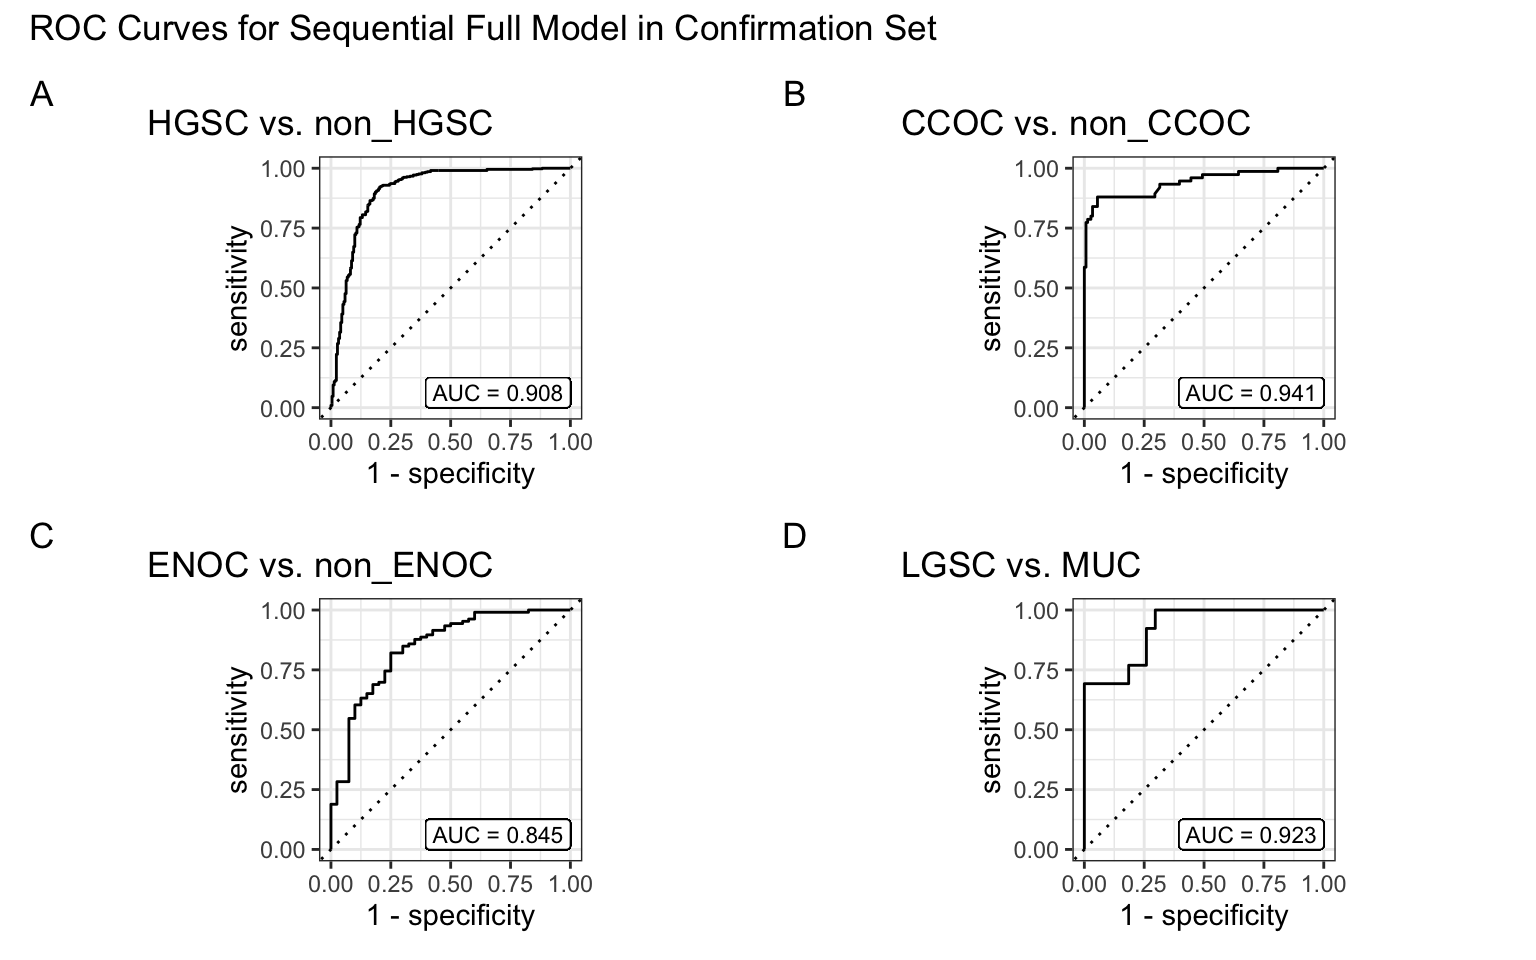 ROC Curves for Sequential Full Model in Confirmation Set
A
HGSC vs. non_HGSC
1.00
0.75
0.50
0.25
0.00
sensitivity
AUC = 0.908
0.00 0.25 0.50 0.75 1.00
1 - specificity
B
CCOC vs. non_CCOC
1.00
0.75
0.50
0.25
0.00
sensitivity
AUC = 0.941
0.00 0.25 0.50 0.75 1.00
1 - specificity
C
ENOC vs. non_ENOC
1.00
0.75
0.50
0.25
0.00
sensitivity
AUC = 0.845
0.00 0.25 0.50 0.75 1.00
1 - specificity
D
LGSC vs. MUC
1.00
0.75
0.50
0.25
0.00
sensitivity
AUC = 0.923
0.00 0.25 0.50 0.75 1.00
1 - specificity